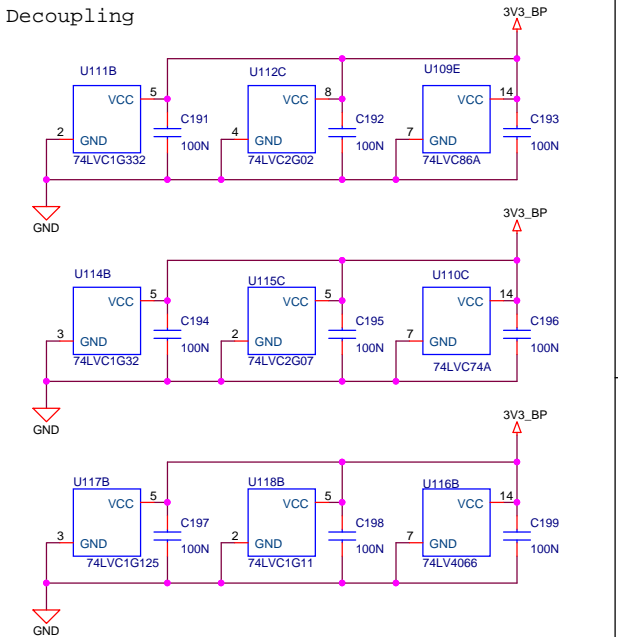 Decoupling
3V3_BP
U111B
U112C
U109E
VCC 5
VCC 8
VCC 14
C191
C192
C193
2 GND
4 GND
7 GND
100N
100N
100N
74LVC1G332
74LVC2G02
74LVC86A
GND
3V3_BP
U114B
U115C
U110C
VCC 5
VCC 5
VCC 14
C194
C195
C196
3 GND
2 GND
7 GND
100N
100N
100N
74LVC1G32
74LVC2G07
74LVC74A
GND
3V3_BP
U117B
U118B
U116B
VCC 5
VCC 5
VCC 14
C197
C198
C199
3 GND
2 GND
7 GND
100N
100N
100N
74LVC1G125
74LVC1G11
74LV4066
GND